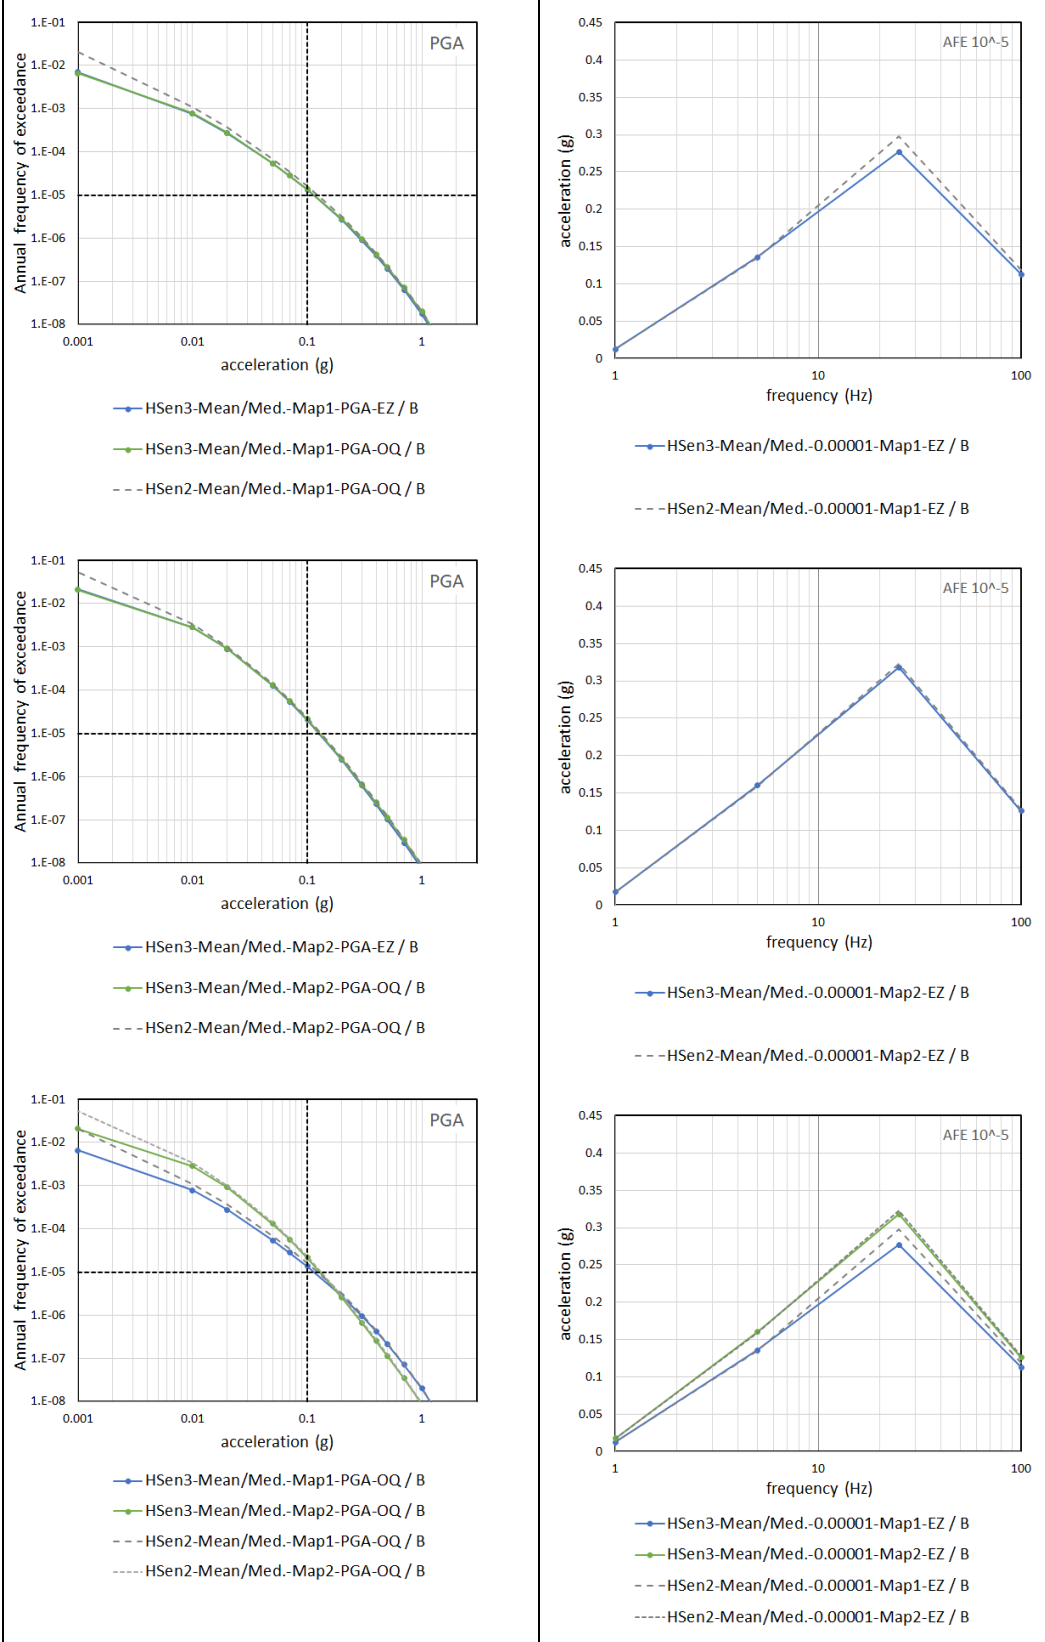 PGA
Annual frequency of exceedance
1.E-01
1.E-02
1.E-03
1.E-04
1.E-05
1.E-06
1.E-07
1.E-08
0.001
0.01
0.1
1
acceleration (g)
HSen3-Mean/Med.-Map1-PGA-EZ / B
HSen3-Mean/Med.-Map1-PGA-OQ / B
HSen2-Mean/Med.-Map1-PGA-OQ / B
AFE 10^-5
acceleration (g)
0.45
0.4
0.35
0.3
0.25
0.2
0.15
0.1
0.05
0
1
10
100
frequency (Hz)
HSen3-Mean/Med.-0.00001-Map1-EZ / B
HSen2-Mean/Med.-0.00001-Map1-EZ / B
PGA
Annual frequency of exceedance
1.E-01
1.E-02
1.E-03
1.E-04
1.E-05
1.E-06
1.E-07
1.E-08
0.001
0.01
0.1
1
acceleration (g)
HSen3-Mean/Med.-Map2-PGA-EZ / B
HSen3-Mean/Med.-Map2-PGA-OQ / B
HSen2-Mean/Med.-Map2-PGA-OQ / B
AFE 10^-5
acceleration (g)
0.45
0.4
0.35
0.3
0.25
0.2
0.15
0.1
0.05
0
1
10
100
frequency (Hz)
HSen3-Mean/Med.-0.00001-Map2-EZ / B
HSen2-Mean/Med.-0.00001-Map2-EZ / B
PGA
Annual frequency of exceedance
1.E-01
1.E-02
1.E-03
1.E-04
1.E-05
1.E-06
1.E-07
1.E-08
0.001
0.01
0.1
1
acceleration (g)
HSen3-Mean/Med.-Map1-PGA-OQ / B
HSen3-Mean/Med.-Map2-PGA-OQ / B
HSen2-Mean/Med.-Map1-PGA-OQ / B
HSen2-Mean/Med.-Map2-PGA-OQ / B
AFE 10^-5
acceleration (g)
0.45
0.4
0.35
0.3
0.25
0.2
0.15
0.1
0.05
0
1
10
100
frequency (Hz)
HSen3-Mean/Med.-0.00001-Map1-EZ / B
HSen3-Mean/Med.-0.00001-Map2-EZ / B
HSen2-Mean/Med.-0.00001-Map1-EZ / B
HSen2-Mean/Med.-0.00001-Map2-EZ / B